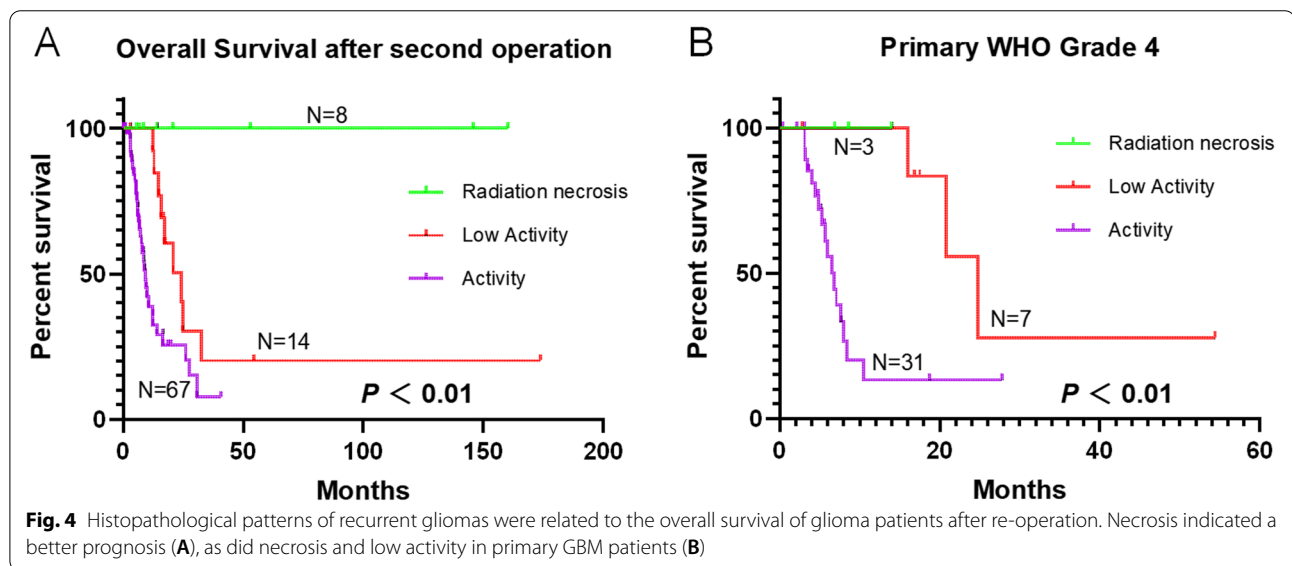 A
Overall Survival after second operation
Percent survival
100
50
0
N=8
Radiation necrosis
Low Activity
Activity
N=14
N=67
P < 0.01
0 50 100 150 200
Months
B
Primary WHO Grade 4
Percent survival
100
50
0
N=3
Radiation necrosis
Low Activity
Activity
N=7
N=31
P < 0.01
0 20 40 60
Months
Fig. 4 Histopathological patterns of recurrent gliomas were related to the overall survival of glioma patients after re-operation. Necrosis indicated a
better prognosis (A), as did necrosis and low activity in primary GBM patients (B)